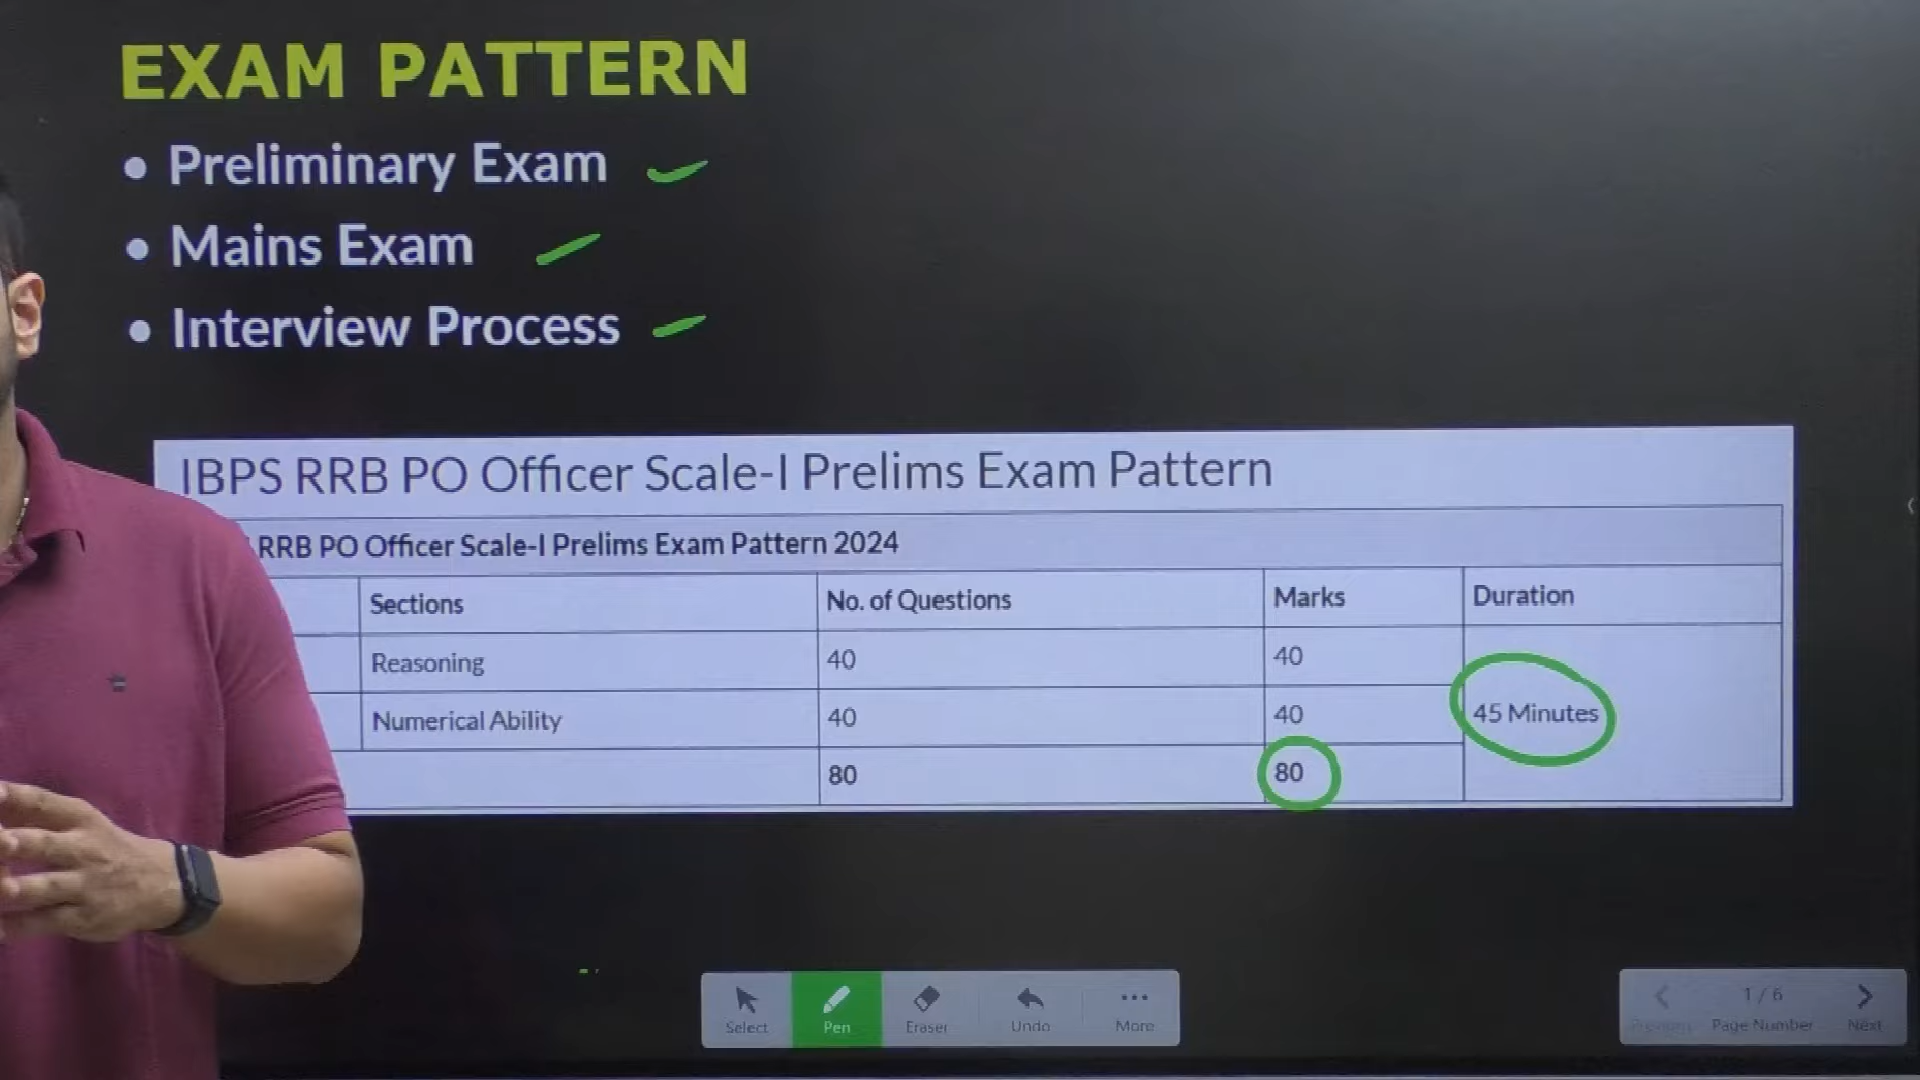 EXAM PATTERN
• Preliminary Exam
• Mains Exam
• Interview Process
IBPS RRB PO Officer Scale-I Prelims Exam Pattern
RRB PO Officer Scale-I Prelims Exam Pattern 2024
Sections No. of Questions Marks Duration
Reasoning 40 40
Numerical Ability 40 40 45 Minutes
80 80
Select Pen Eraser Undo More
1 / 6
Previous Page Number Next